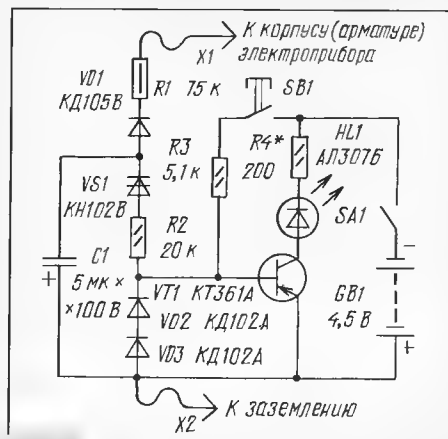 К корпусу (арматуре)
электроприбора
X1
VD1
КД105В
R1 75 к
SB1
R3
5,1 к
R4*
200
HL1
АЛ307Б
VS1
КН102В
SA1
R2
20 к
C1
5 мк ×
×100 В
+
VT1 КТ361А
VD2 КД102А
VD3 КД102А
−
GB1
4,5 В
+
X2
К заземлению